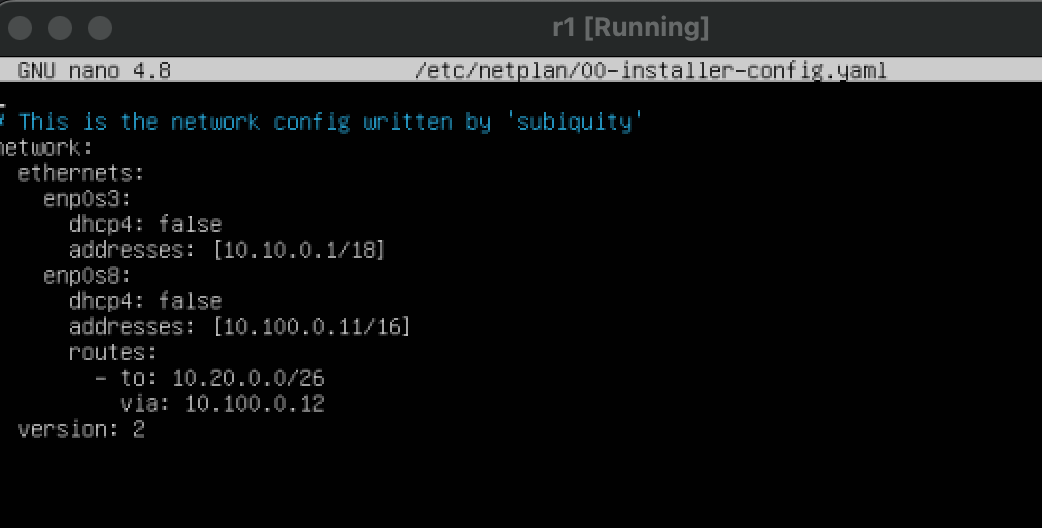 r1 [Running]
GNU nano 4.8 /etc/netplan/00-installer-config.yaml
# This is the network config written by 'subiquity'
network:
  ethernets:
    enp0s3:
      dhcp4: false
      addresses: [10.10.0.1/18]
    enp0s8:
      dhcp4: false
      addresses: [10.100.0.11/16]
      routes:
        - to: 10.20.0.0/26
          via: 10.100.0.12
  version: 2